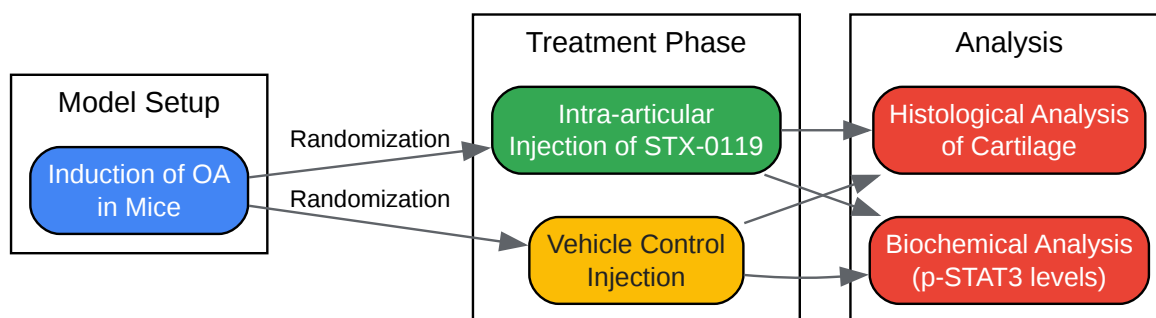 Model Setup
Induction of OA
in Mice
Randomization
Randomization
Treatment Phase
Intra-articular
Injection of STX-0119
Vehicle Control
Injection
Analysis
Histological Analysis
of Cartilage
Biochemical Analysis
(p-STAT3 levels)